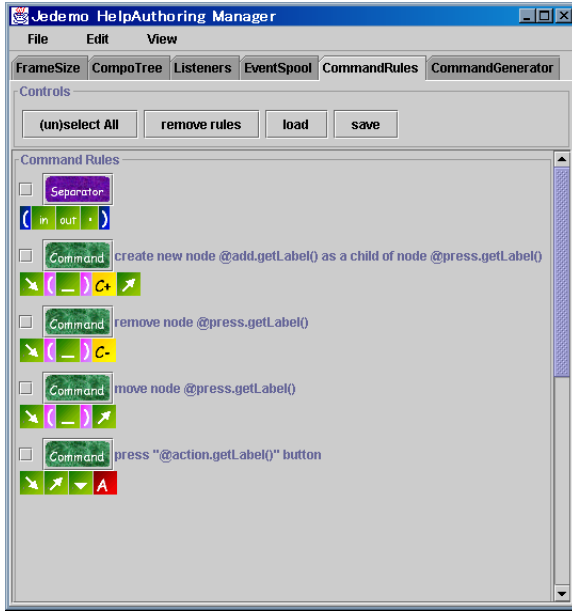 Jedemo HelpAuthoring Manager
File Edit View
FrameSize CompoTree Listeners EventSpool CommandRules CommandGenerator
Controls
(un)select All remove rules load save
Command Rules
Separator
( in out · )
Command create new node @add.getLabel() as a child of node @press.getLabel()
( _ ) C+
Command remove node @press.getLabel()
( _ ) C-
Command move node @press.getLabel()
( _ )
Command press "@action.getLabel()" button
A